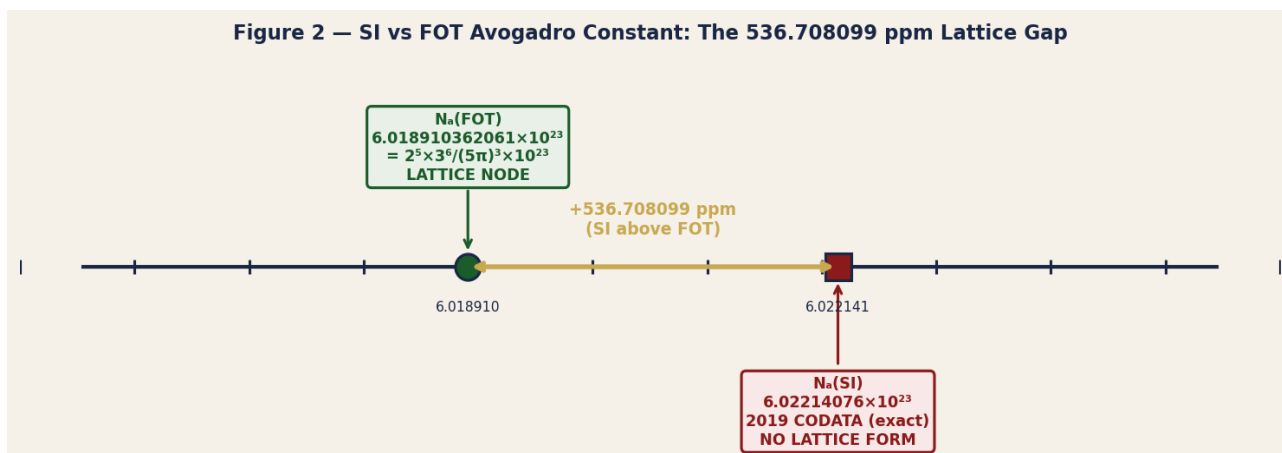 Figure 2 — SI vs FOT Avogadro Constant: The 536.708099 ppm Lattice Gap
Nₐ(FOT)
6.018910362061×10²³
= 2⁵×3⁶/(5π)³×10²³
LATTICE NODE
+536.708099 ppm
(SI above FOT)
6.018910
6.022141
Nₐ(SI)
6.02214076×10²³
2019 CODATA (exact)
NO LATTICE FORM